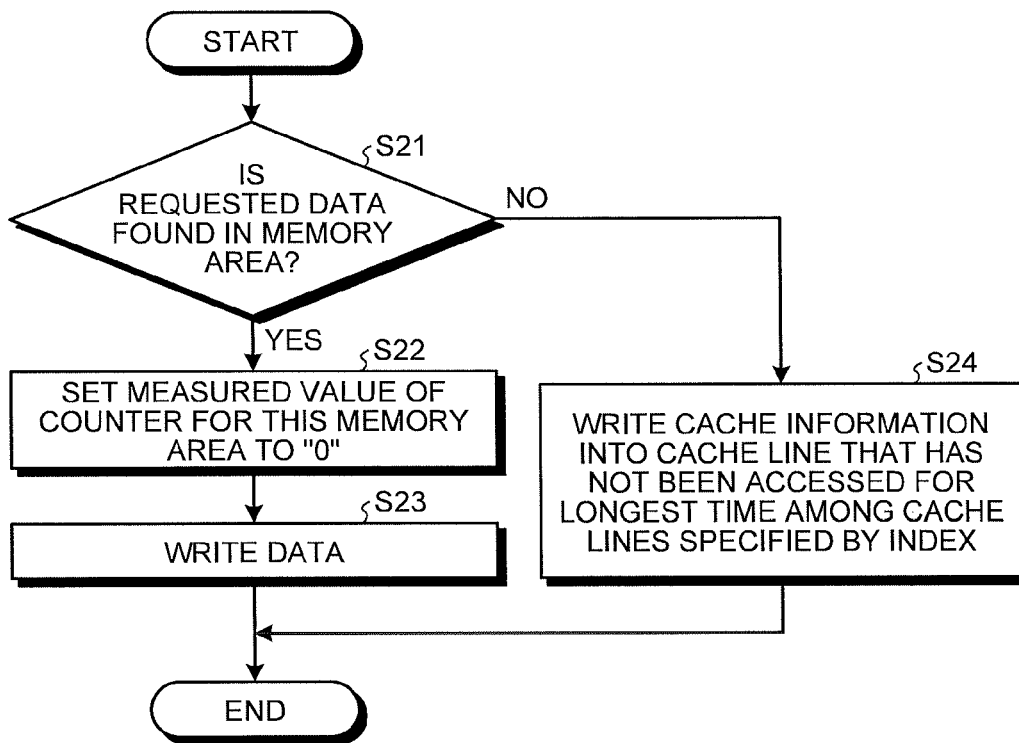 START
S21
IS
REQUESTED DATA
FOUND IN MEMORY
AREA?
NO
YES
S22
SET MEASURED VALUE OF
COUNTER FOR THIS MEMORY
AREA TO "0"
S23
WRITE DATA
S24
WRITE CACHE INFORMATION
INTO CACHE LINE THAT HAS
NOT BEEN ACCESSED FOR
LONGEST TIME AMONG CACHE
LINES SPECIFIED BY INDEX
END